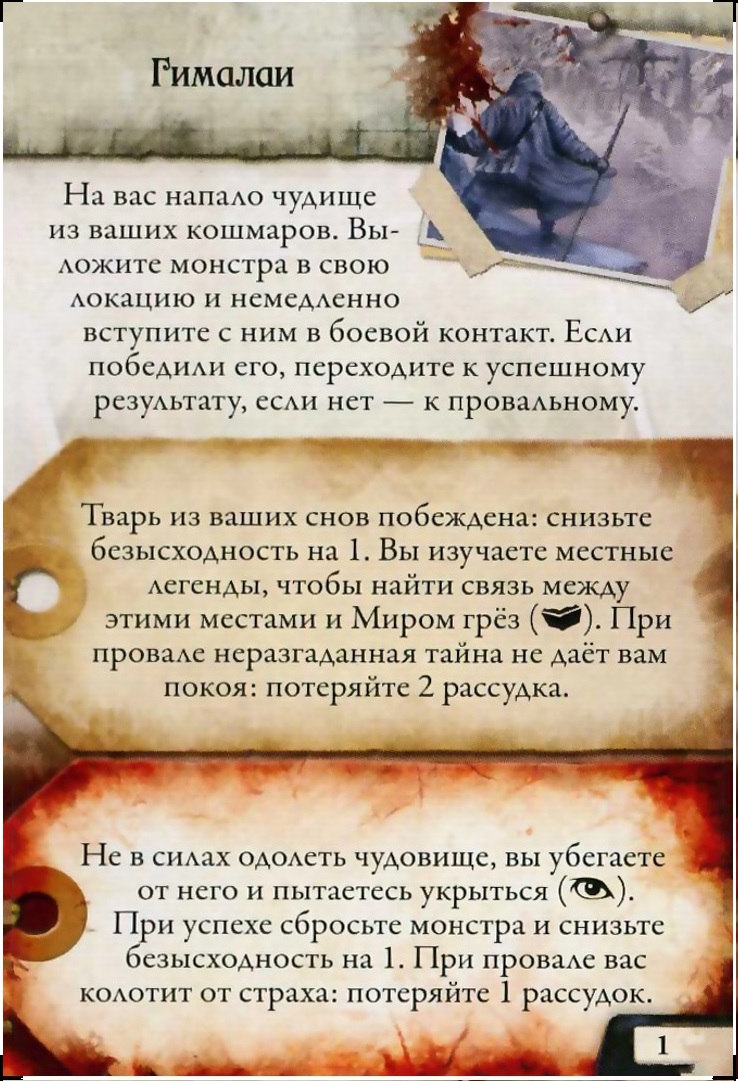 Гималаи
На вас напало чудище
из ваших кошмаров. Вы-
ложите монстра в свою
локацию и немедленно
вступите с ним в боевой контакт. Если
победили его, переходите к успешному
результату, если нет — к провальному.
Тварь из ваших снов побеждена: снизьте
безысходность на 1. Вы изучаете местные
легенды, чтобы найти связь между
этими местами и Миром грёз ( ). При
провале неразгаданная тайна не даёт вам
покоя: потеряйте 2 рассудка.
Не в силах одолеть чудовище, вы убегаете
от него и пытаетесь укрыться ( ).
При успехе сбросьте монстра и снизьте
безысходность на 1. При провале вас
колотит от страха: потеряйте 1 рассудок.
1